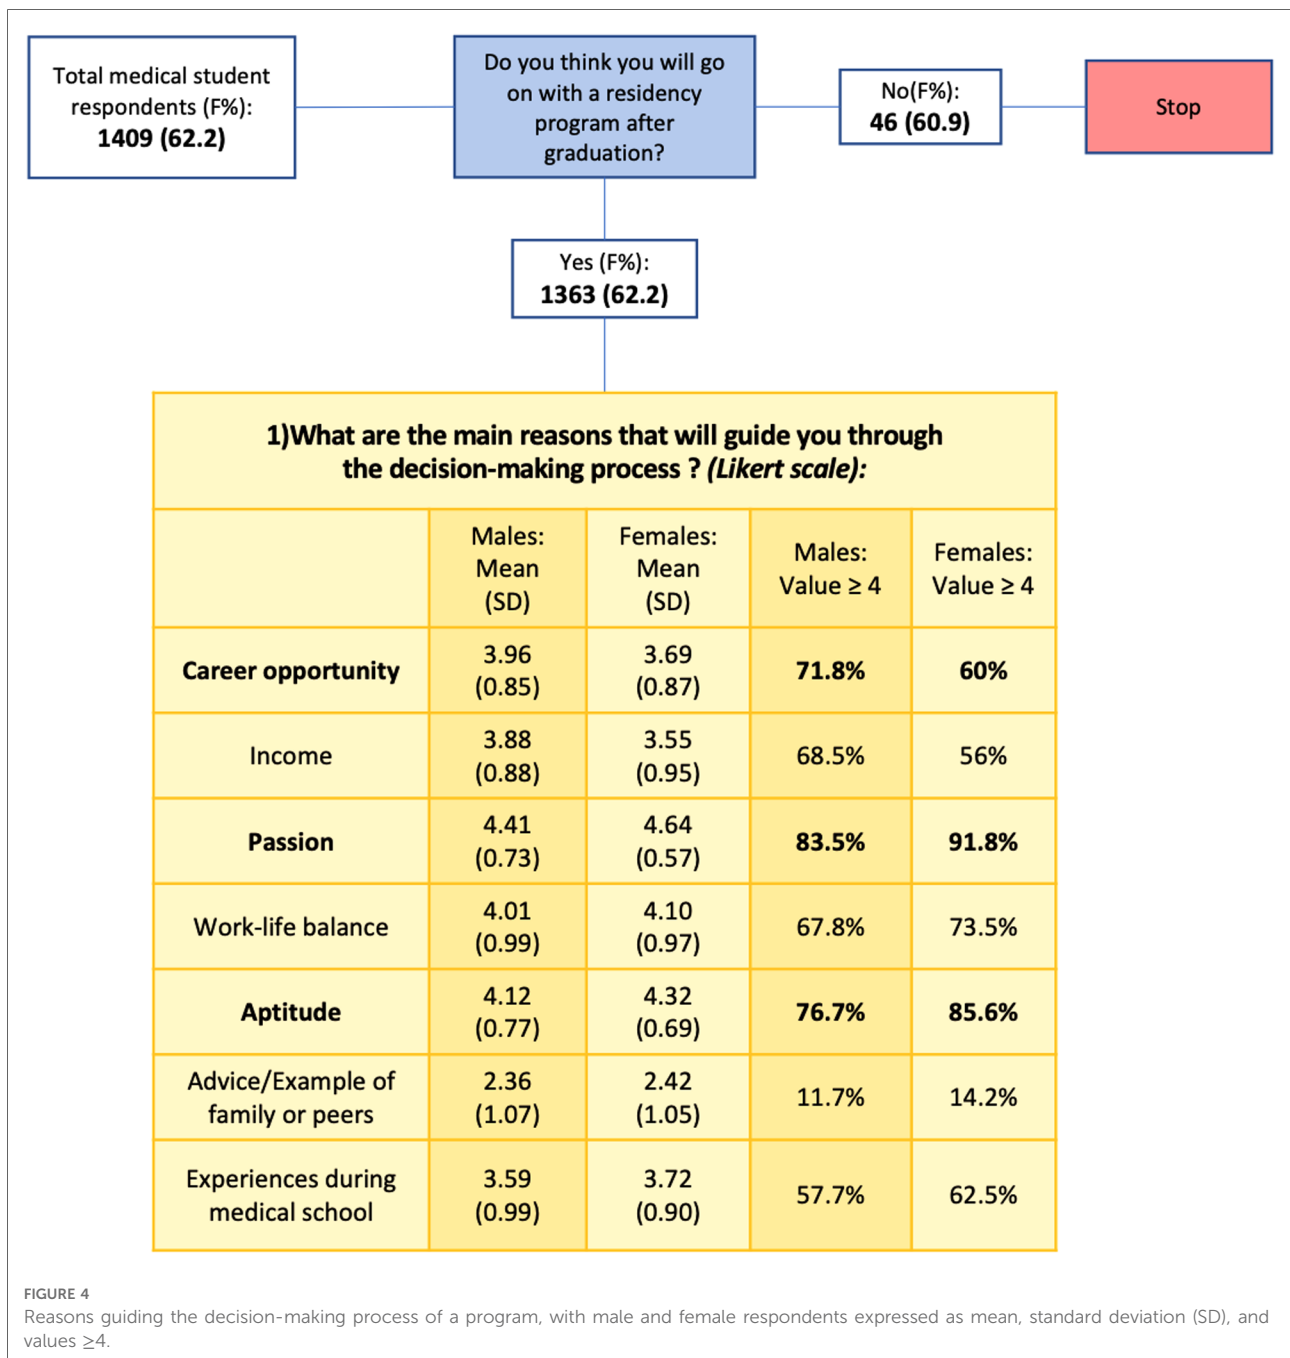 Total medical student
respondents (F%):
1409 (62.2)
Do you think you will go
on with a residency
program after
graduation?
No(F%):
46 (60.9)
Stop
Yes (F%):
1363 (62.2)
1)What are the main reasons that will guide you through
the decision-making process ? (Likert scale):
Males:
Mean
(SD)
Females:
Mean
(SD)
Males:
Value ≥ 4
Females:
Value ≥ 4
Career opportunity
3.96
(0.85)
3.69
(0.87)
71.8%
60%
Income
3.88
(0.88)
3.55
(0.95)
68.5%
56%
Passion
4.41
(0.73)
4.64
(0.57)
83.5%
91.8%
Work-life balance
4.01
(0.99)
4.10
(0.97)
67.8%
73.5%
Aptitude
4.12
(0.77)
4.32
(0.69)
76.7%
85.6%
Advice/Example of
family or peers
2.36
(1.07)
2.42
(1.05)
11.7%
14.2%
Experiences during
medical school
3.59
(0.99)
3.72
(0.90)
57.7%
62.5%
FIGURE 4
Reasons guiding the decision-making process of a program, with male and female respondents expressed as mean, standard deviation (SD), and
values ≥4.